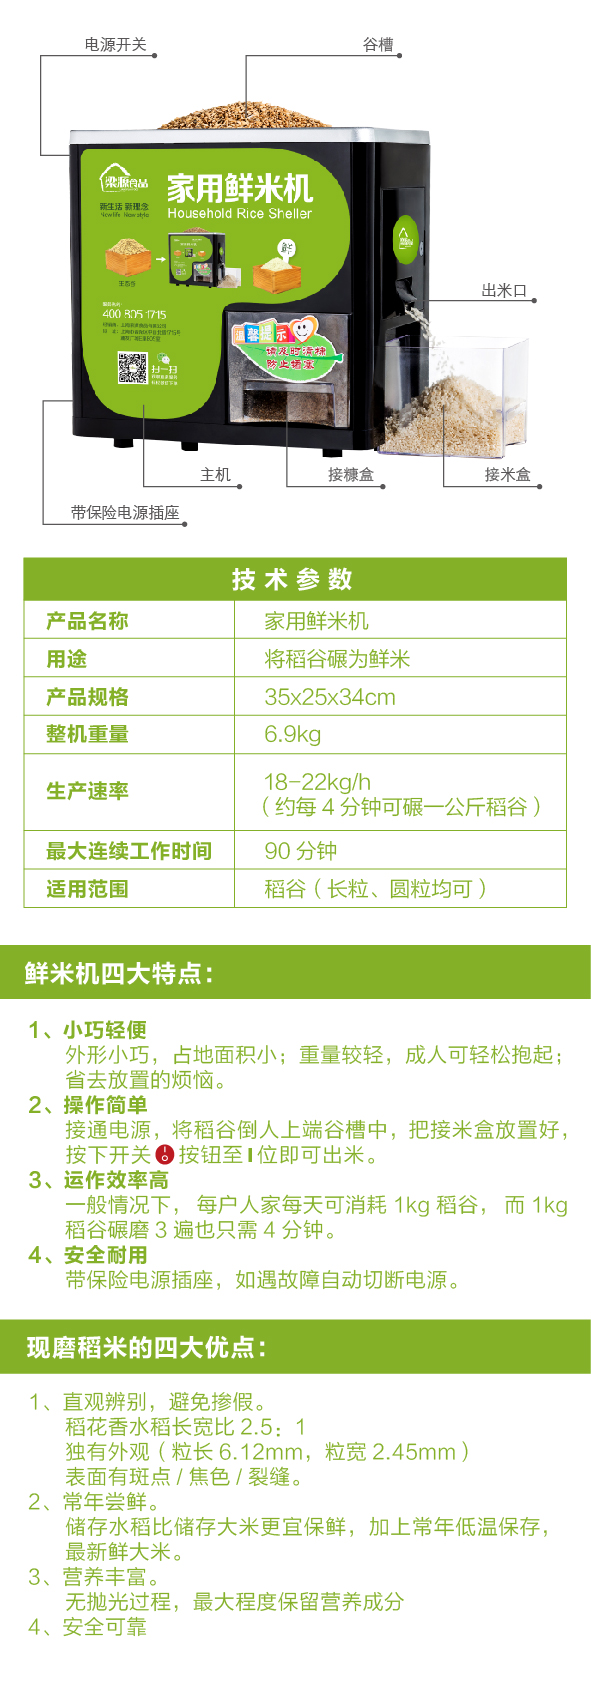 电源开关
谷槽
梁源食品
新生活 新理念
New life New style
家用鲜米机
Household Rice Sheller
鲜
生态谷
出米口
400 805 1715
扫一扫
温馨提示
请及时清糠
防止堵塞
主机
接糠盒
接米盒
带保险电源插座
技术参数
产品名称 家用鲜米机
用途 将稻谷碾为鲜米
产品规格 35x25x34cm
整机重量 6.9kg
生产速率 18-22kg/h
（约每 4 分钟可碾一公斤稻谷）
最大连续工作时间 90 分钟
适用范围 稻谷（长粒、圆粒均可）
鲜米机四大特点：
1、小巧轻便
外形小巧，占地面积小；重量较轻，成人可轻松抱起；
省去放置的烦恼。
2、操作简单
接通电源，将稻谷倒人上端谷槽中，把接米盒放置好，
按下开关 按钮至 I 位即可出米。
3、运作效率高
一般情况下， 每户人家每天可消耗 1kg 稻谷， 而 1kg
稻谷碾磨 3 遍也只需 4 分钟。
4、安全耐用
带保险电源插座，如遇故障自动切断电源。
现磨稻米的四大优点：
1、直观辨别，避免掺假。
稻花香水稻长宽比 2.5：1
独有外观（粒长 6.12mm，粒宽 2.45mm）
表面有斑点 / 焦色 / 裂缝。
2、常年尝鲜。
储存水稻比储存大米更宜保鲜，加上常年低温保存，
最新鲜大米。
3、营养丰富。
无抛光过程，最大程度保留营养成分
4、安全可靠